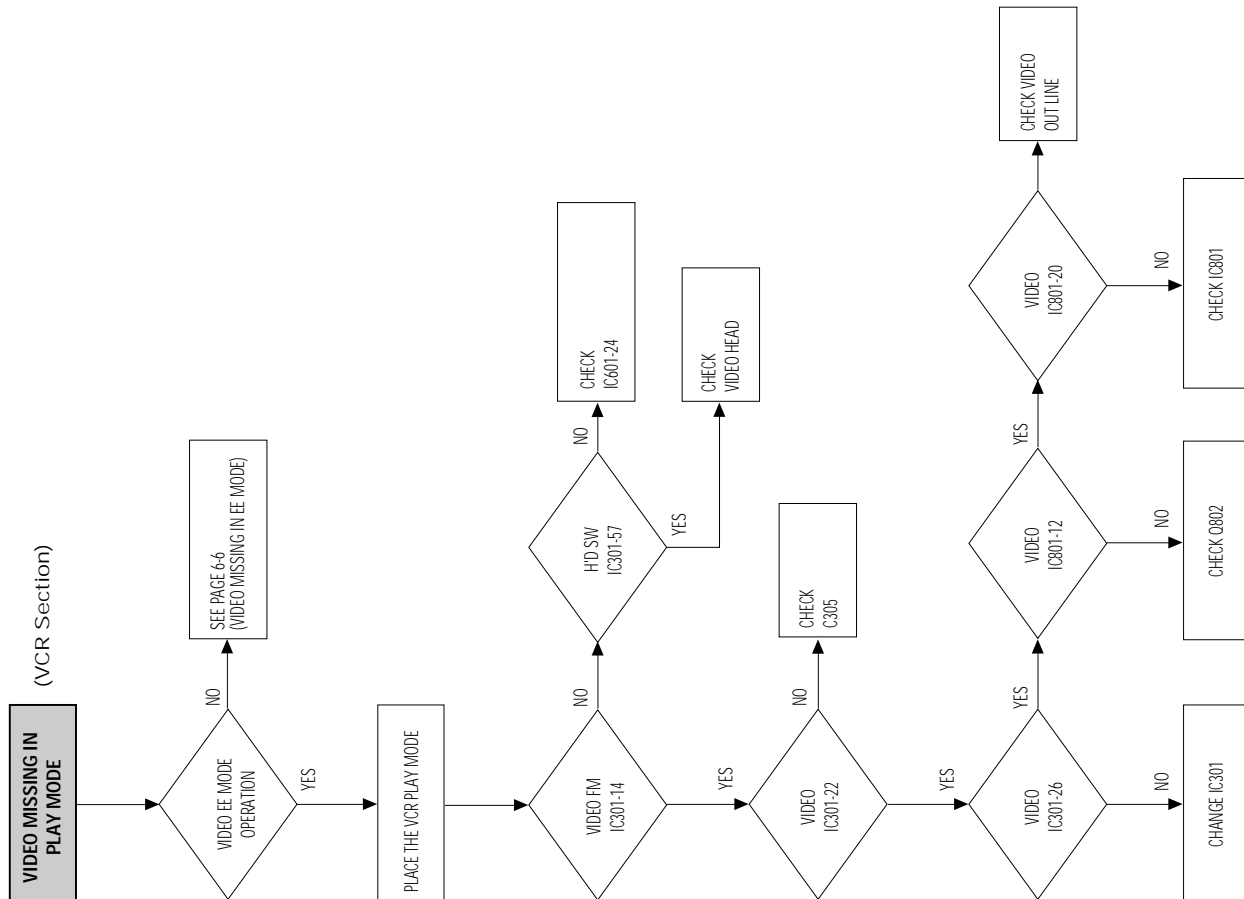 VIDEO MISSING IN
PLAY MODE
(VCR Section)
VIDEO EE MODE
OPERATION
NO
SEE PAGE 6-6
(VIDEO MISSING IN EE MODE)
YES
PLACE THE VCR PLAY MODE
VIDEO FM
IC301-14
NO
H'D SW
IC301-57
NO
CHECK
IC601-24
YES
CHECK
VIDEO HEAD
YES
VIDEO
IC301-22
NO
CHECK
C305
YES
VIDEO
IC301-26
YES
VIDEO
IC801-12
YES
VIDEO
IC801-20
CHECK VIDEO
OUT LINE
NO
CHANGE IC301
NO
CHECK Q802
NO
CHECK IC801